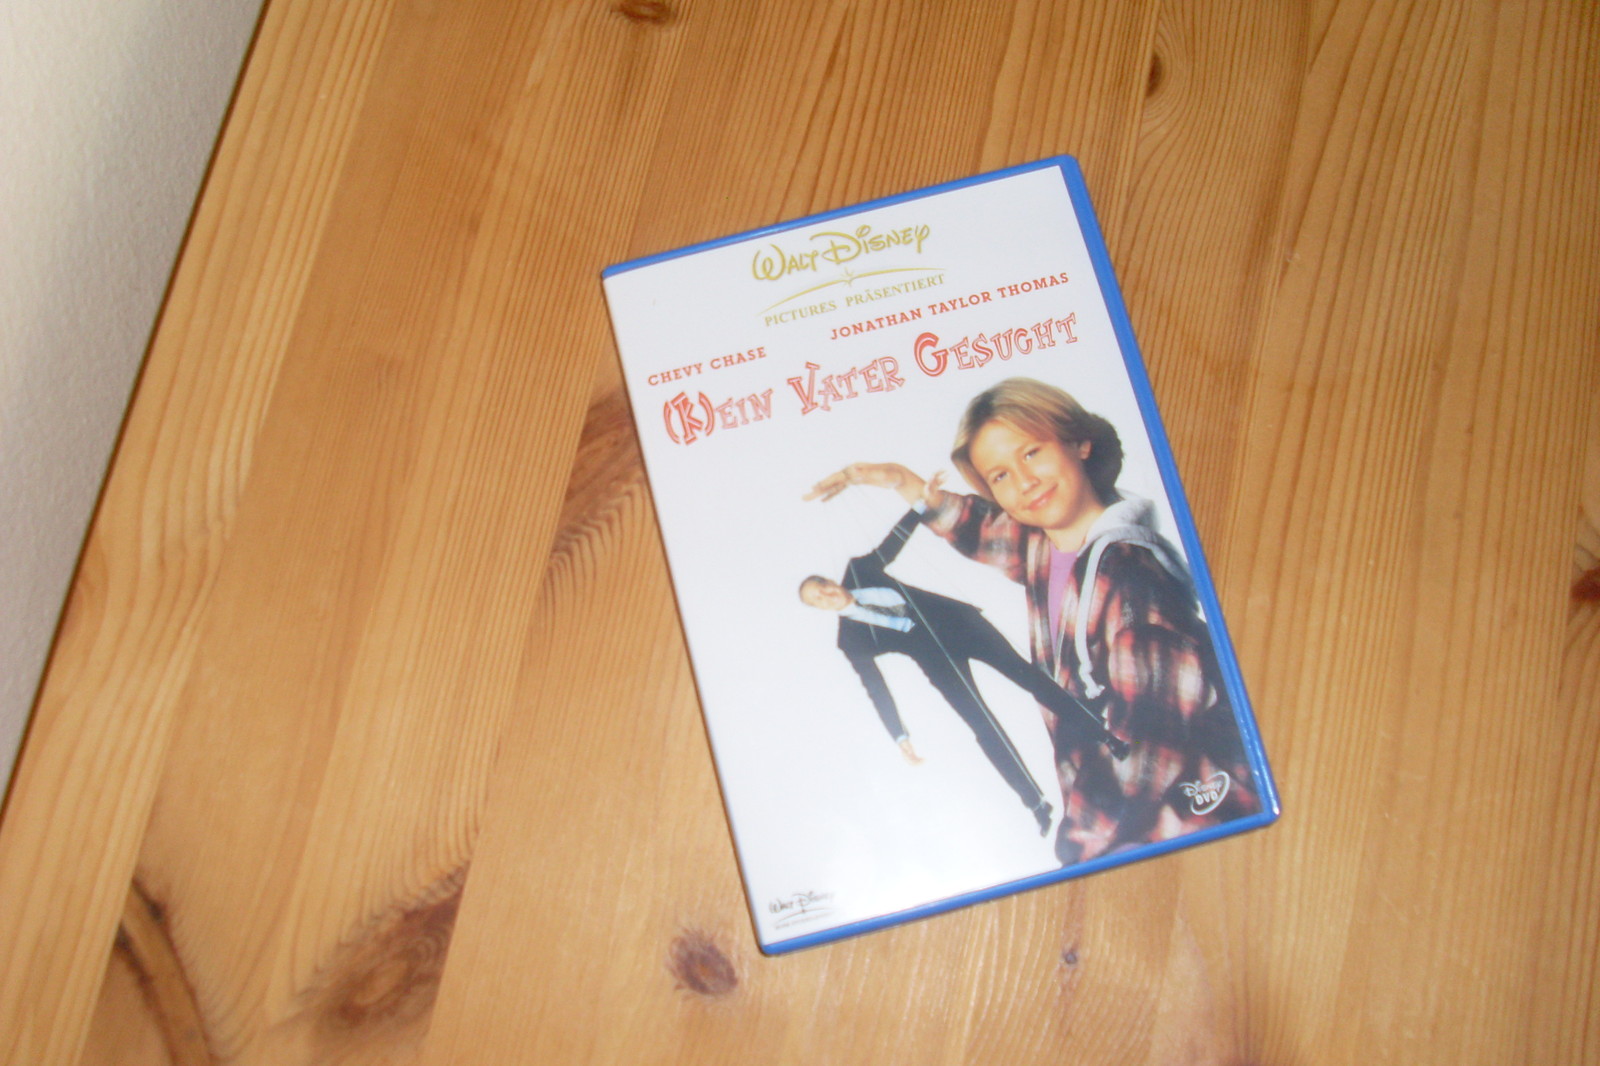 WALT DISNEY
PICTURES PRÄSENTIERT
CHEVY CHASE JONATHAN TAYLOR THOMAS
(K)EIN VATER GESUCHT
DISNEY
DVD
WALT DISNEY